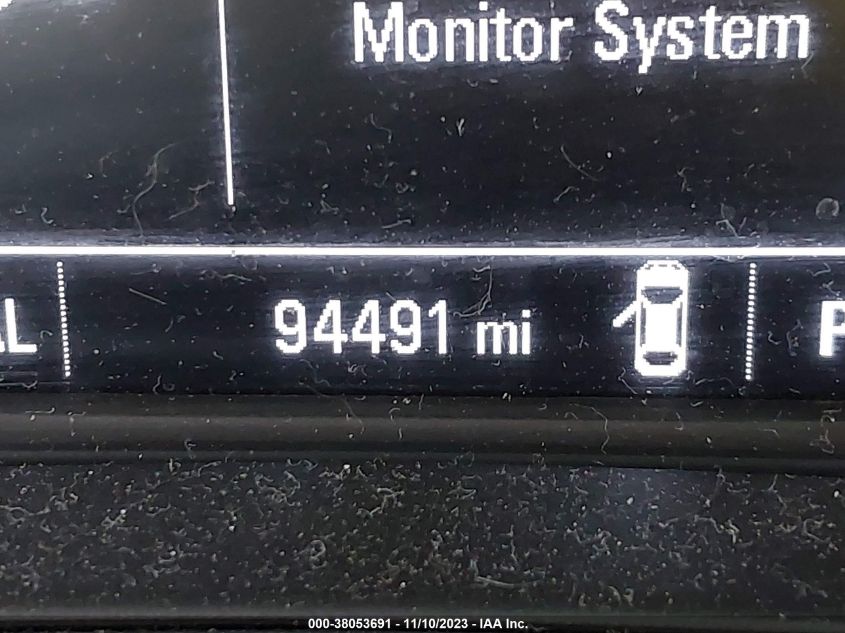 Monitor System
94491 mi
000-38053691 - 11/10/2023 - IAA Inc.